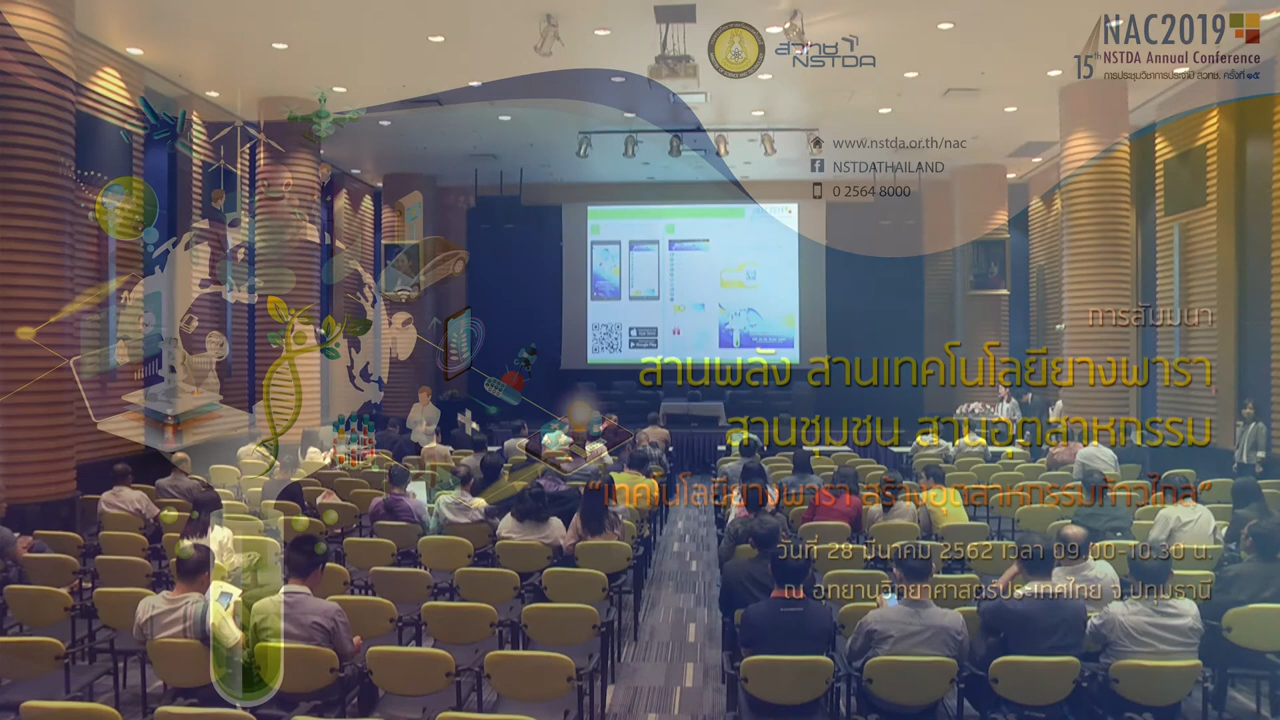 สวทช
NSTDA
NAC2019
15th NSTDA Annual Conference
การประชุมวิชาการประจำปี สวทช. ครั้งที่ ๑๕
www.nstda.or.th/nac
NSTDATHAILAND
0 2564 8000
NAC2019
การสัมมนา
สานพลัง สานเทคโนโลยียางพารา
สานชุมชน สานอุตสาหกรรม
“เทคโนโลยียางพารา สร้างอุตสาหกรรมก้าวไกล”
วันที่ 28 มีนาคม 2562 เวลา 09.00-10.30 น.
ณ อุทยานวิทยาศาสตร์ประเทศไทย จ.ปทุมธานี